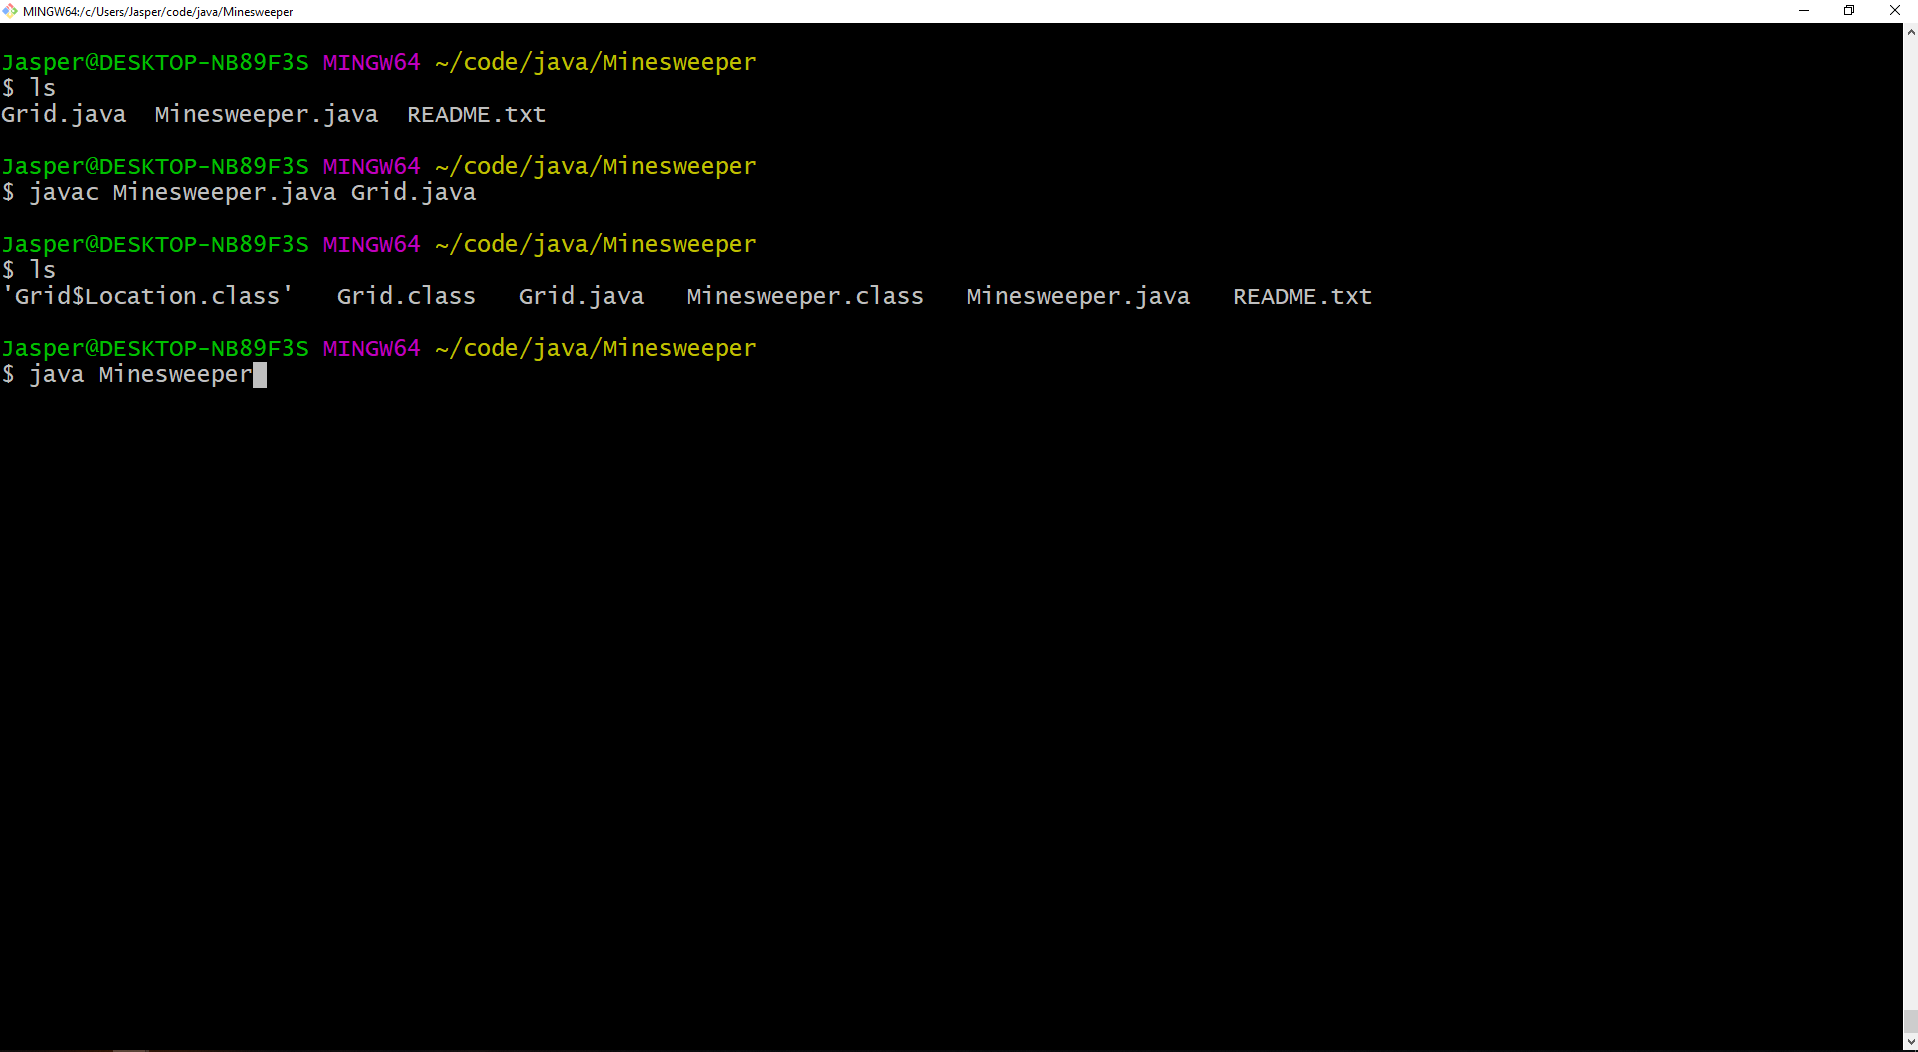 MINGW64:/c/Users/Jasper/code/java/Minesweeper
Jasper@DESKTOP-NB89F3S MINGW64 ~/code/java/Minesweeper
$ ls
Grid.java  Minesweeper.java  README.txt
Jasper@DESKTOP-NB89F3S MINGW64 ~/code/java/Minesweeper
$ javac Minesweeper.java Grid.java
Jasper@DESKTOP-NB89F3S MINGW64 ~/code/java/Minesweeper
$ ls
'Grid$Location.class'   Grid.class   Grid.java   Minesweeper.class   Minesweeper.java   README.txt
Jasper@DESKTOP-NB89F3S MINGW64 ~/code/java/Minesweeper
$ java Minesweeper